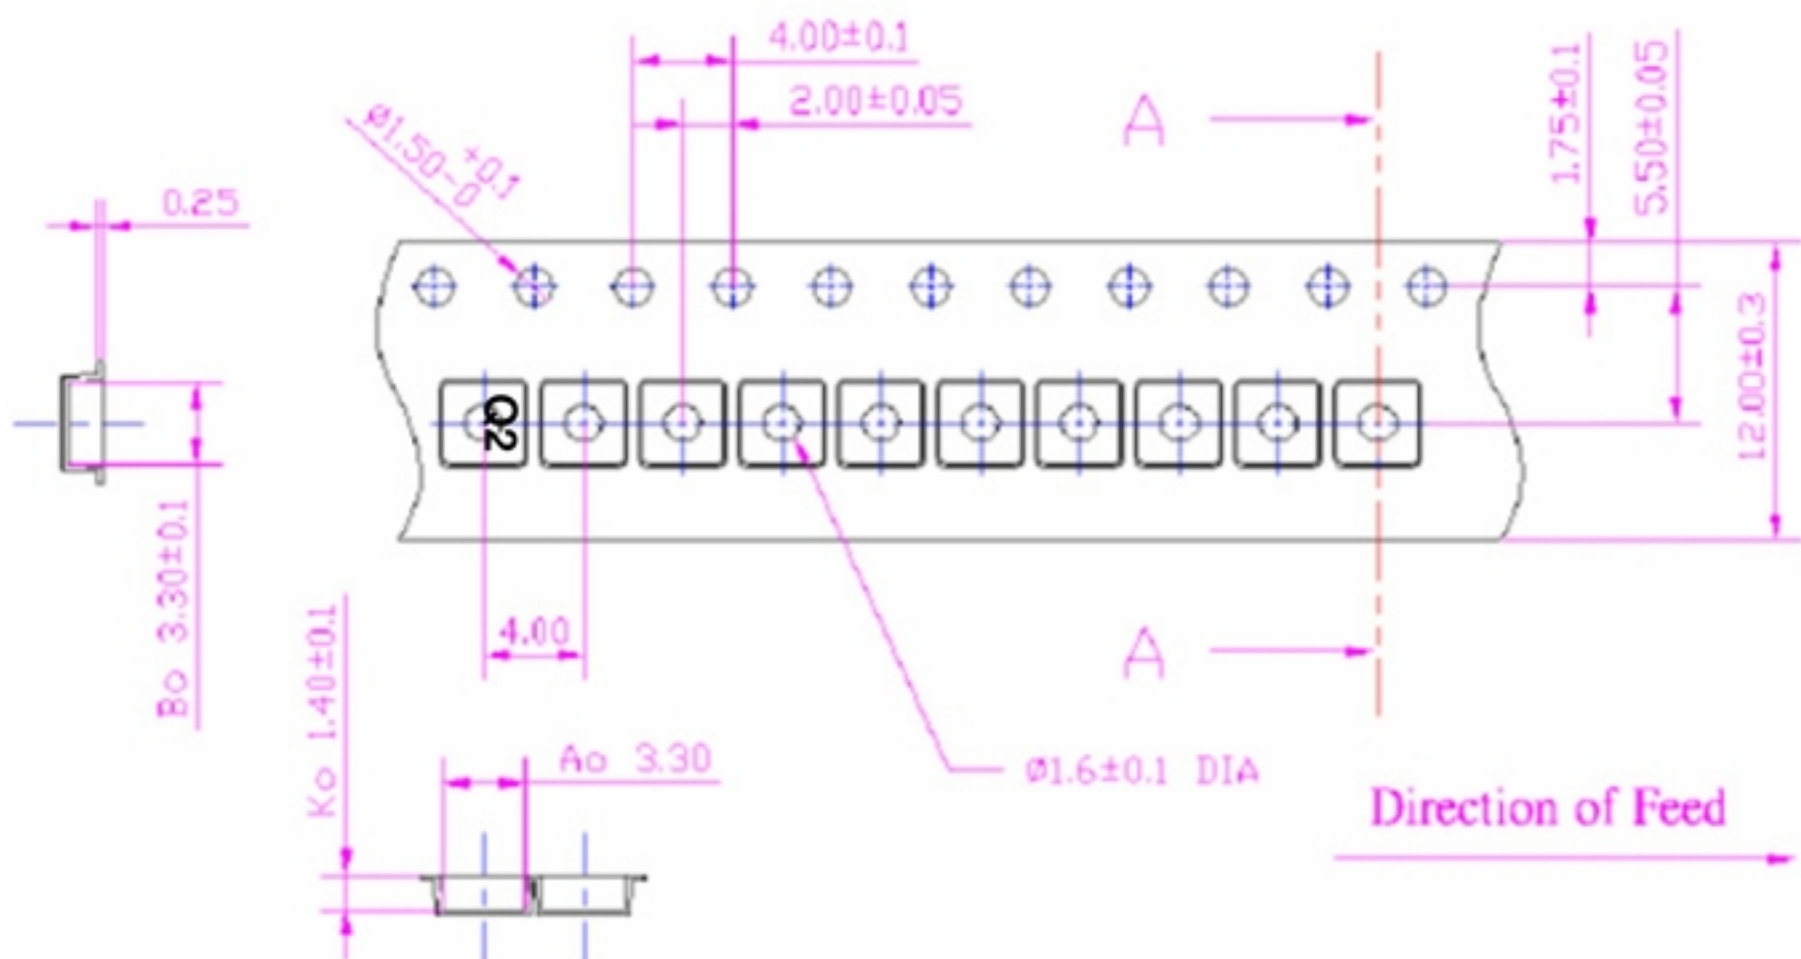 4.00±0.1
2.00±0.05
Ø1.50 +0.1
-0
A
1.75±0.1
5.50±0.05
0.25
12.00±0.3
Q2
Bo 3.30±0.1
4.00
Ko 1.40±0.1
A
Ao 3.30
Ø1.6±0.1 DIA
Direction of Feed